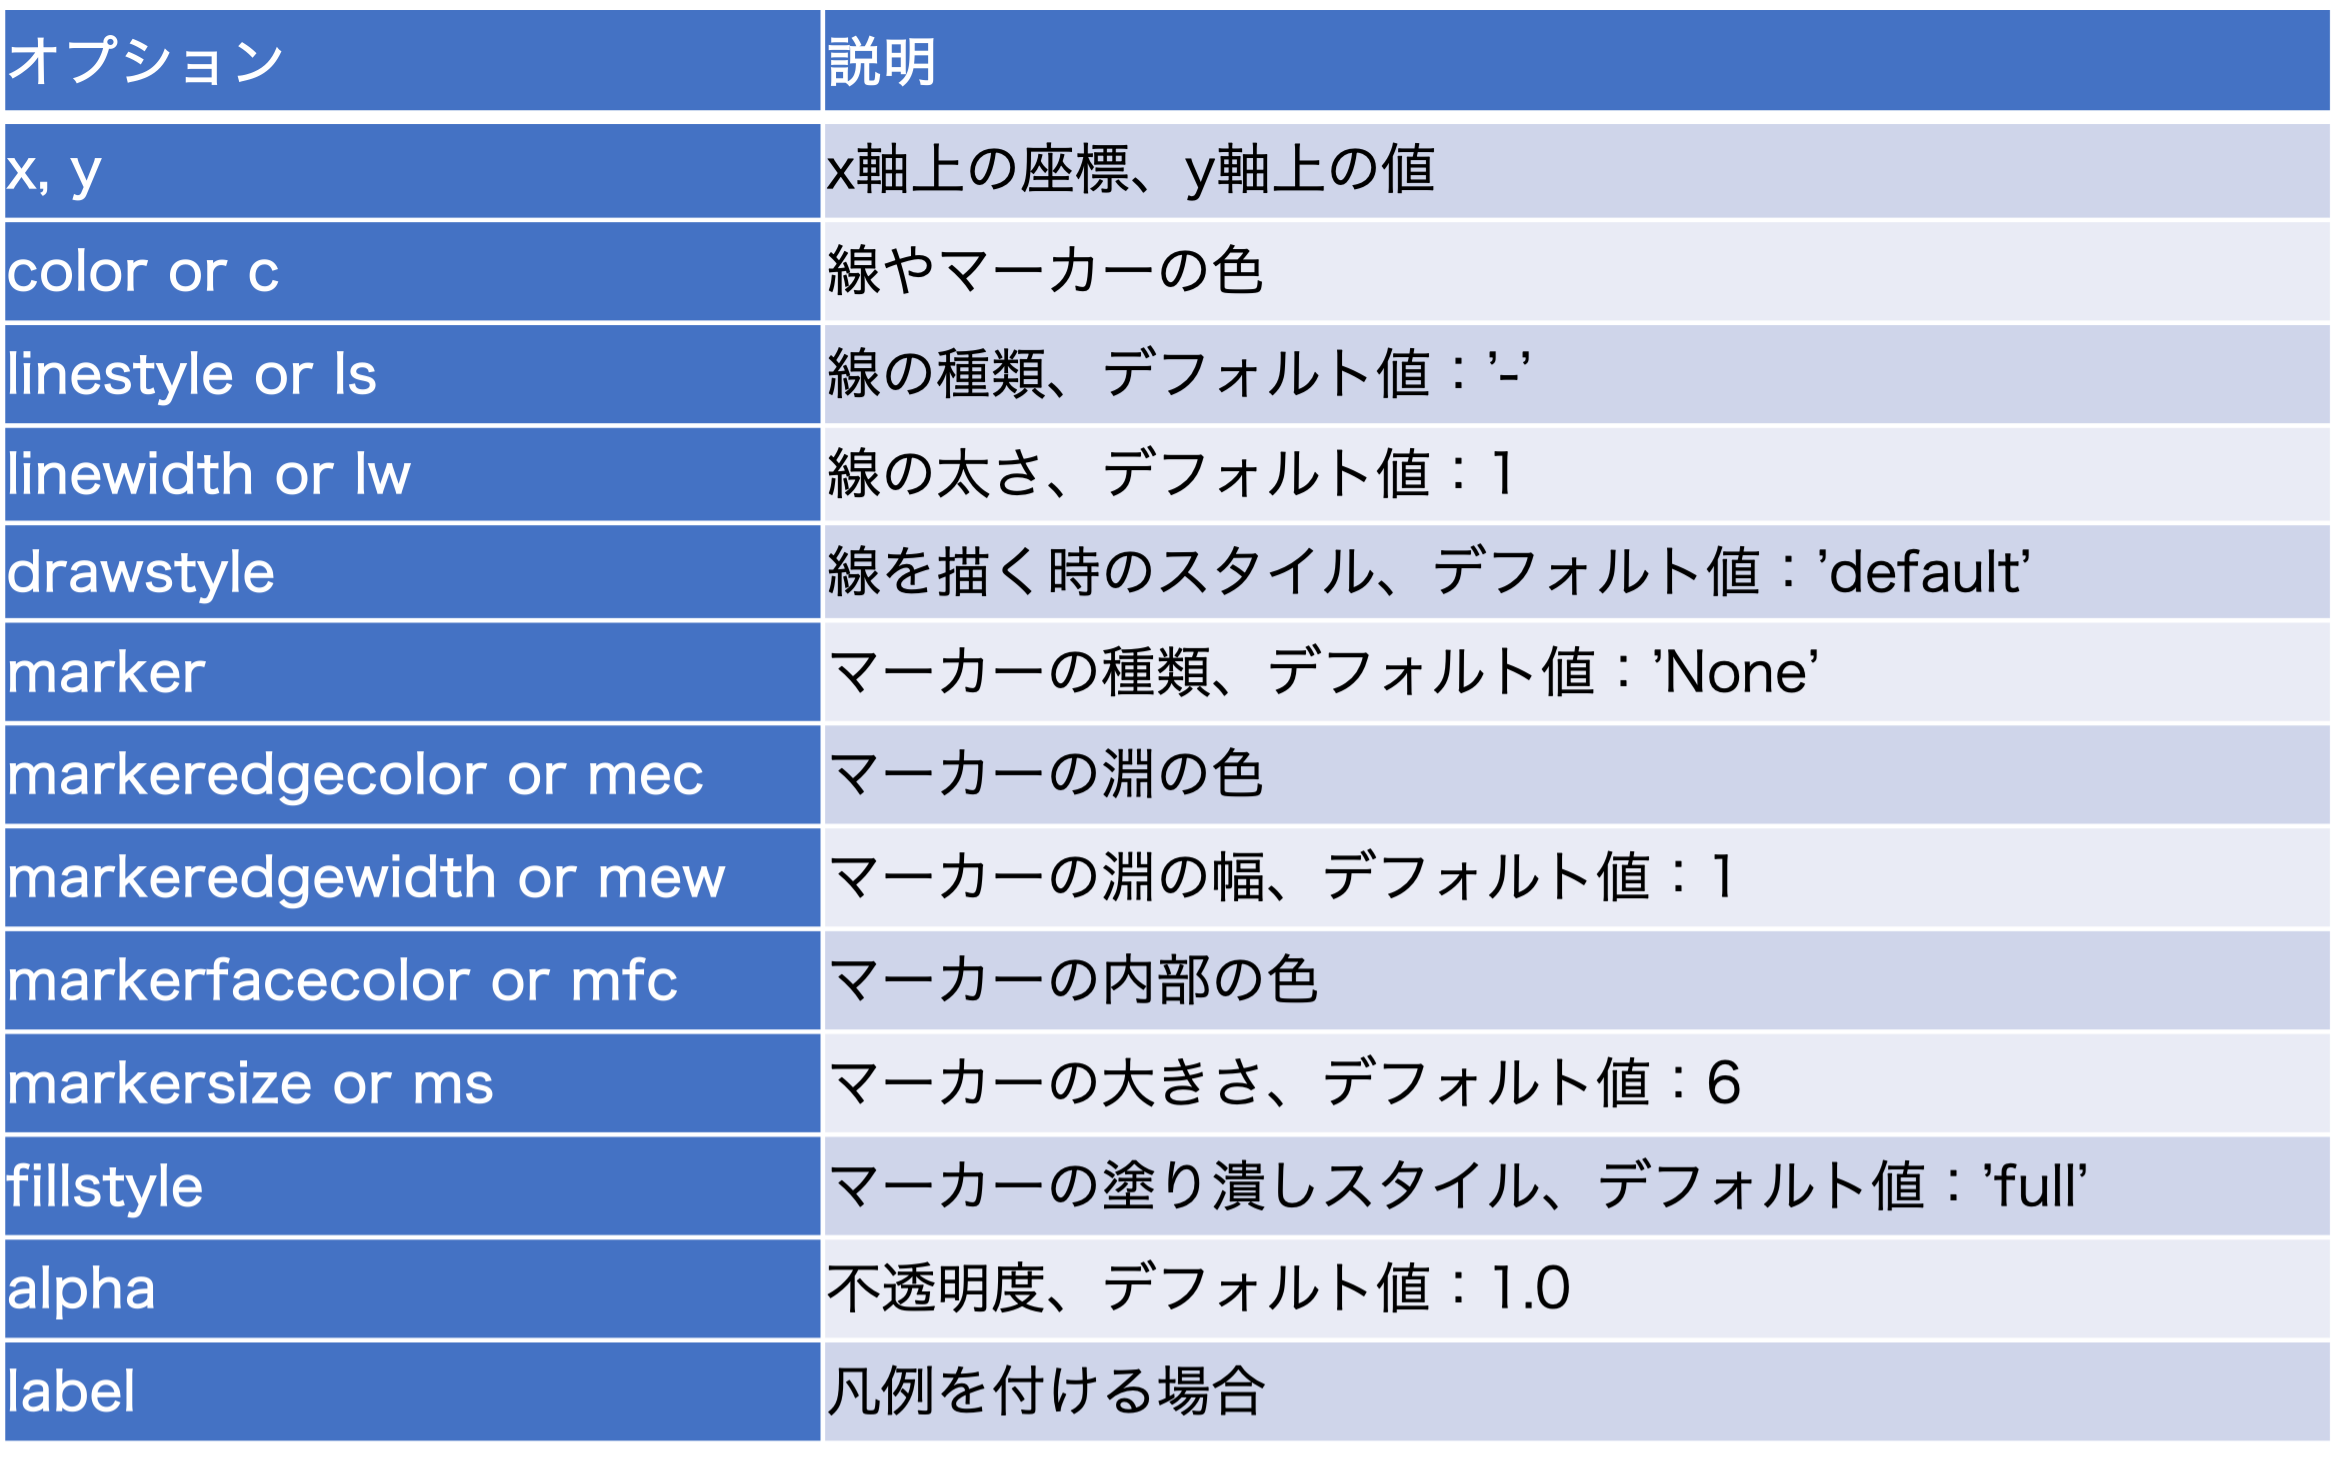 オプション 説明
x, y x軸上の座標、y軸上の値
color or c 線やマーカーの色
linestyle or ls 線の種類、デフォルト値：’-’
linewidth or lw 線の太さ、デフォルト値：1
drawstyle 線を描く時のスタイル、デフォルト値：’default’
marker マーカーの種類、デフォルト値：’None’
markeredgecolor or mec マーカーの淵の色
markeredgewidth or mew マーカーの淵の幅、デフォルト値：1
markerfacecolor or mfc マーカーの内部の色
markersize or ms マーカーの大きさ、デフォルト値：6
fillstyle マーカーの塗り潰しスタイル、デフォルト値：’full’
alpha 不透明度、デフォルト値：1.0
label 凡例を付ける場合